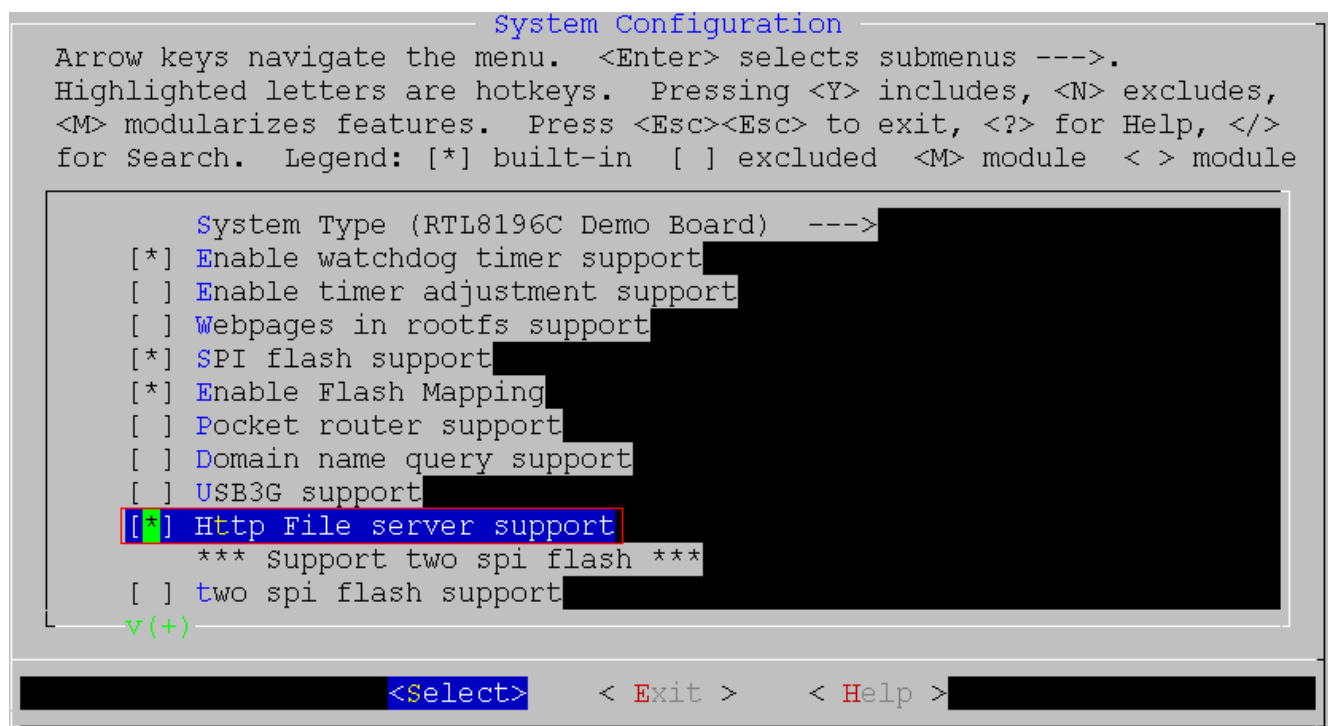 System Configuration
Arrow keys navigate the menu.  <Enter> selects submenus --->.
Highlighted letters are hotkeys.  Pressing <Y> includes, <N> excludes,
<M> modularizes features.  Press <Esc><Esc> to exit, <?> for Help, </>
for Search.  Legend: [*] built-in  [ ] excluded  <M> module  < > module
System Type (RTL8196C Demo Board)  --->
[*] Enable watchdog timer support
[ ] Enable timer adjustment support
[ ] Webpages in rootfs support
[*] SPI flash support
[*] Enable Flash Mapping
[ ] Pocket router support
[ ] Domain name query support
[ ] USB3G support
[*] Http File server support
*** Support two spi flash ***
[ ] two spi flash support
v(+)
<Select>    < Exit >    < Help >